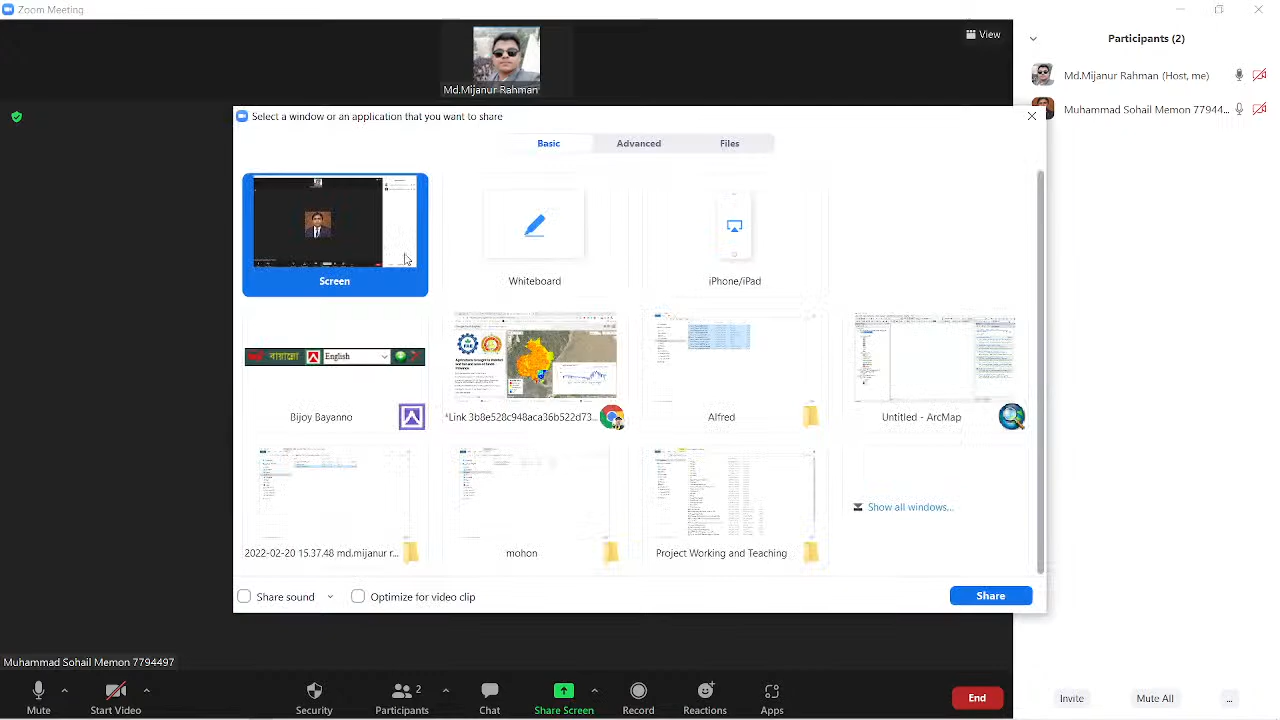 Zoom Meeting
View
Md.Mijanur Rahman
Participants (2)
Md.Mijanur Rahman (Host, me)
Muhammad Sohail Memon 77944...
Select a window or an application that you want to share
Basic
Advanced
Files
Screen
Whiteboard
iPhone/iPad
বায়ান্নো
English
Bijoy Bayanno
*Link 3b8e528c948aca36b522d73...
Alfred
Untitled - ArcMap
Show all windows...
2022-02-20 15.37.48 md.mijanur r...
mohon
Project Working and Teaching
Share sound
Optimize for video clip
Share
Muhammad Sohail Memon 7794497
Mute
Start Video
Security
Participants
2
Chat
Share Screen
Record
Reactions
Apps
End
Invite
Mute All
...